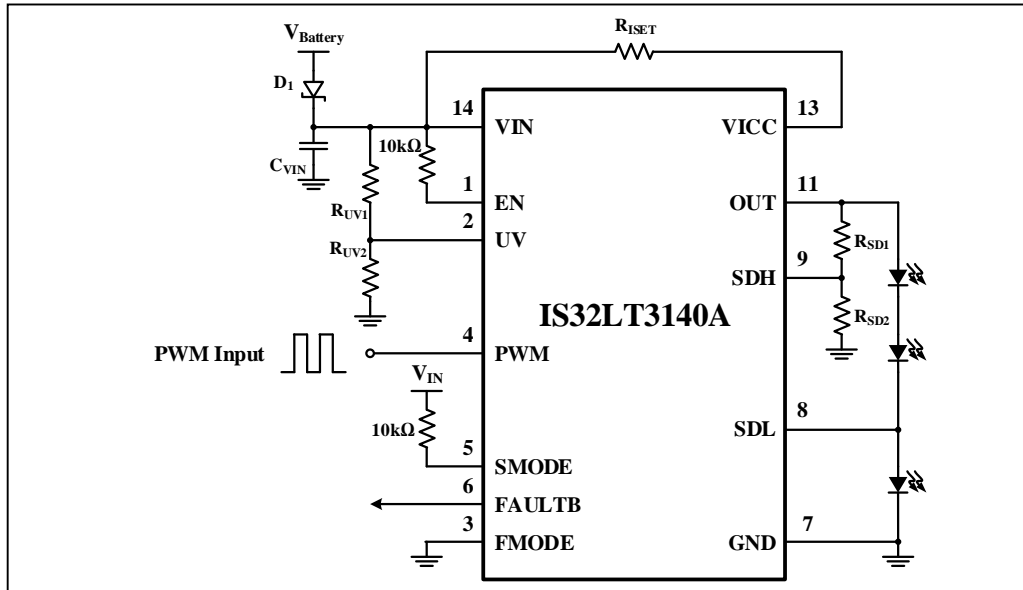 R_ISET
V_Battery
D₁
14
VIN
VICC
13
10kΩ
C_VIN
1
EN
OUT
11
R_UV1
2
UV
R_SD1
R_UV2
9
SDH
IS32LT3140A
R_SD2
PWM Input
4
PWM
V_IN
10kΩ
SDL
8
5
SMODE
6
FAULTB
3
FMODE
GND
7